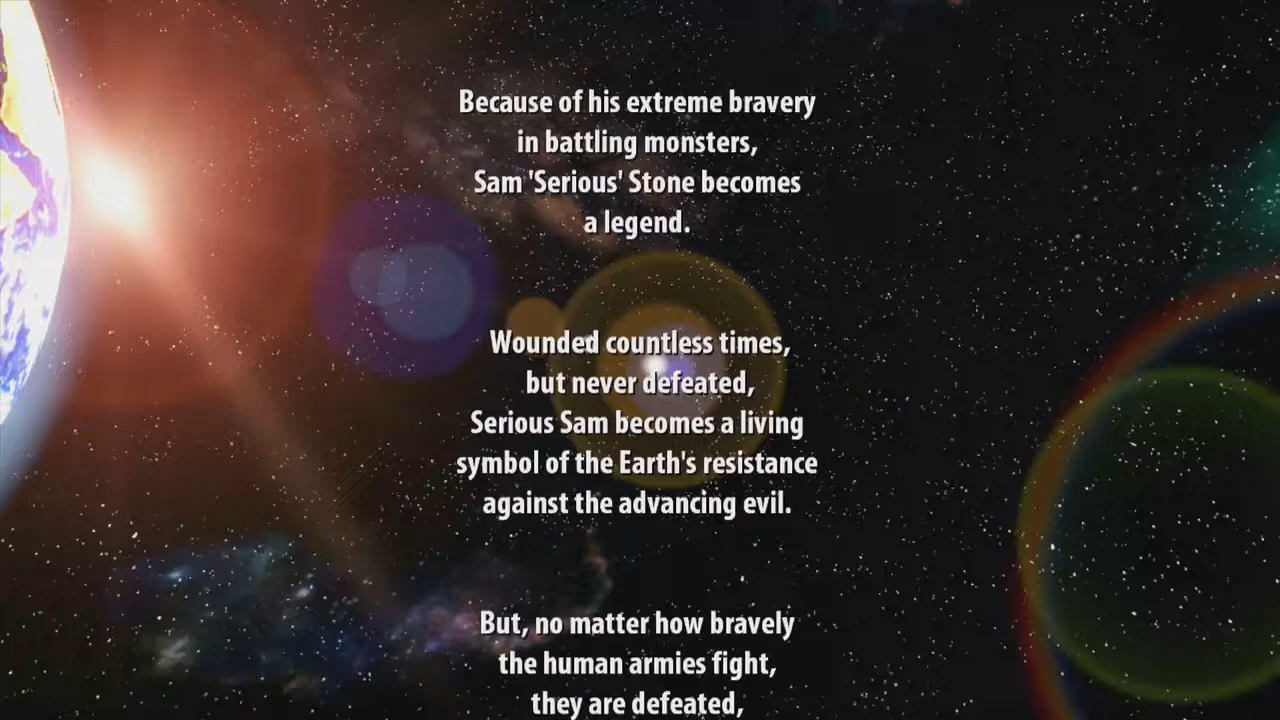 Because of his extreme bravery
in battling monsters,
Sam 'Serious' Stone becomes
a legend.
Wounded countless times,
but never defeated,
Serious Sam becomes a living
symbol of the Earth's resistance
against the advancing evil.
But, no matter how bravely
the human armies fight,
they are defeated,